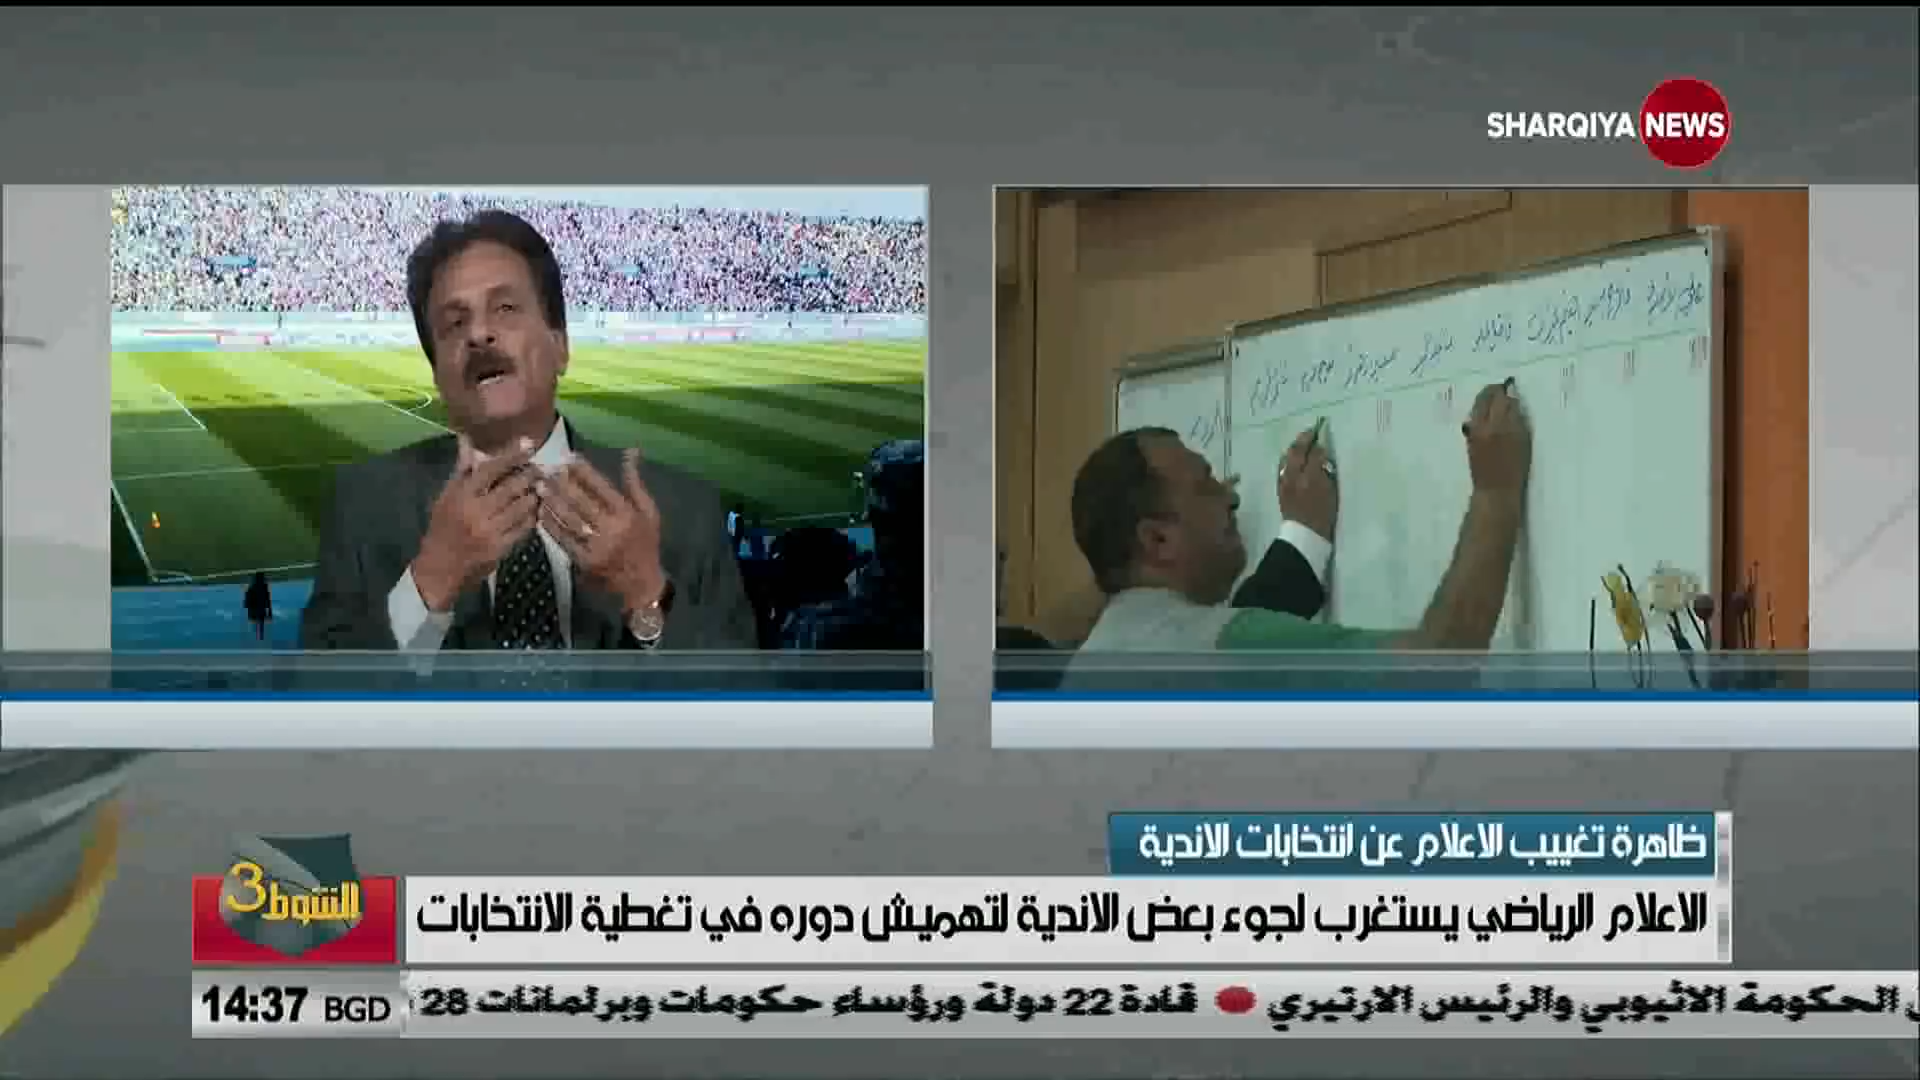 SHARQIYA NEWS
ظاهرة تغييب الاعلام عن انتخابات الاندية
الاعلام الرياضي يستغرب لجوء بعض الاندية لتهميش دوره في تغطية الانتخابات
الشوط 3
الحكومة الاثيوبي والرئيس الارتيري
قادة 22 دولة ورؤساء حكومات وبرلمانات 28
14:37 BGD